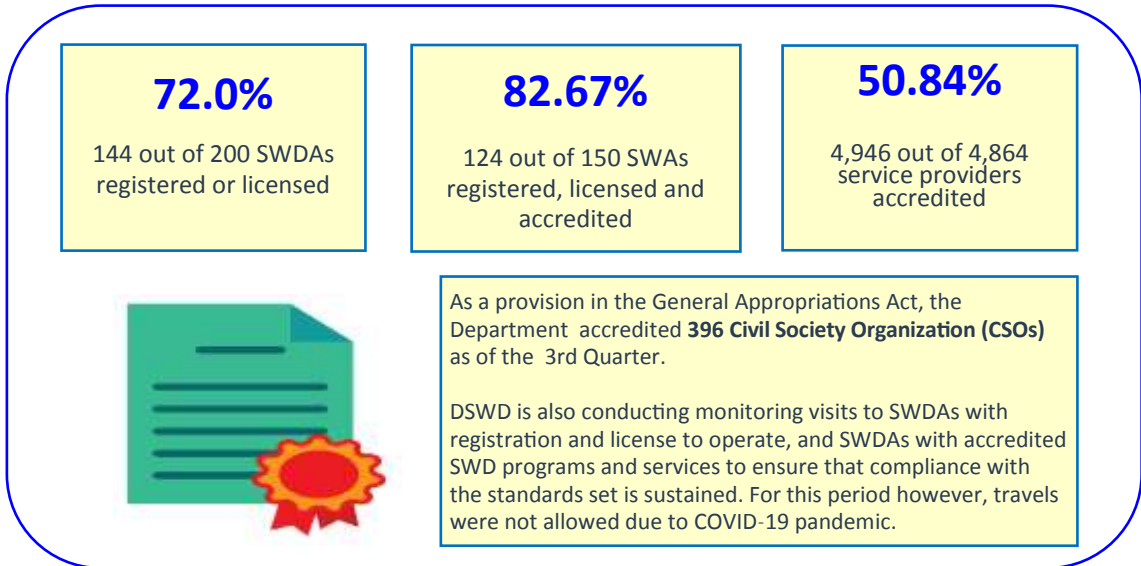 72.0%
144 out of 200 SWDAs
registered or licensed
82.67%
124 out of 150 SWAs
registered, licensed and
accredited
50.84%
4,946 out of 4,864
service providers
accredited
As a provision in the General Appropriations Act, the
Department accredited 396 Civil Society Organization (CSOs)
as of the 3rd Quarter.
DSWD is also conducting monitoring visits to SWDAs with
registration and license to operate, and SWDAs with accredited
SWD programs and services to ensure that compliance with
the standards set is sustained. For this period however, travels
were not allowed due to COVID-19 pandemic.